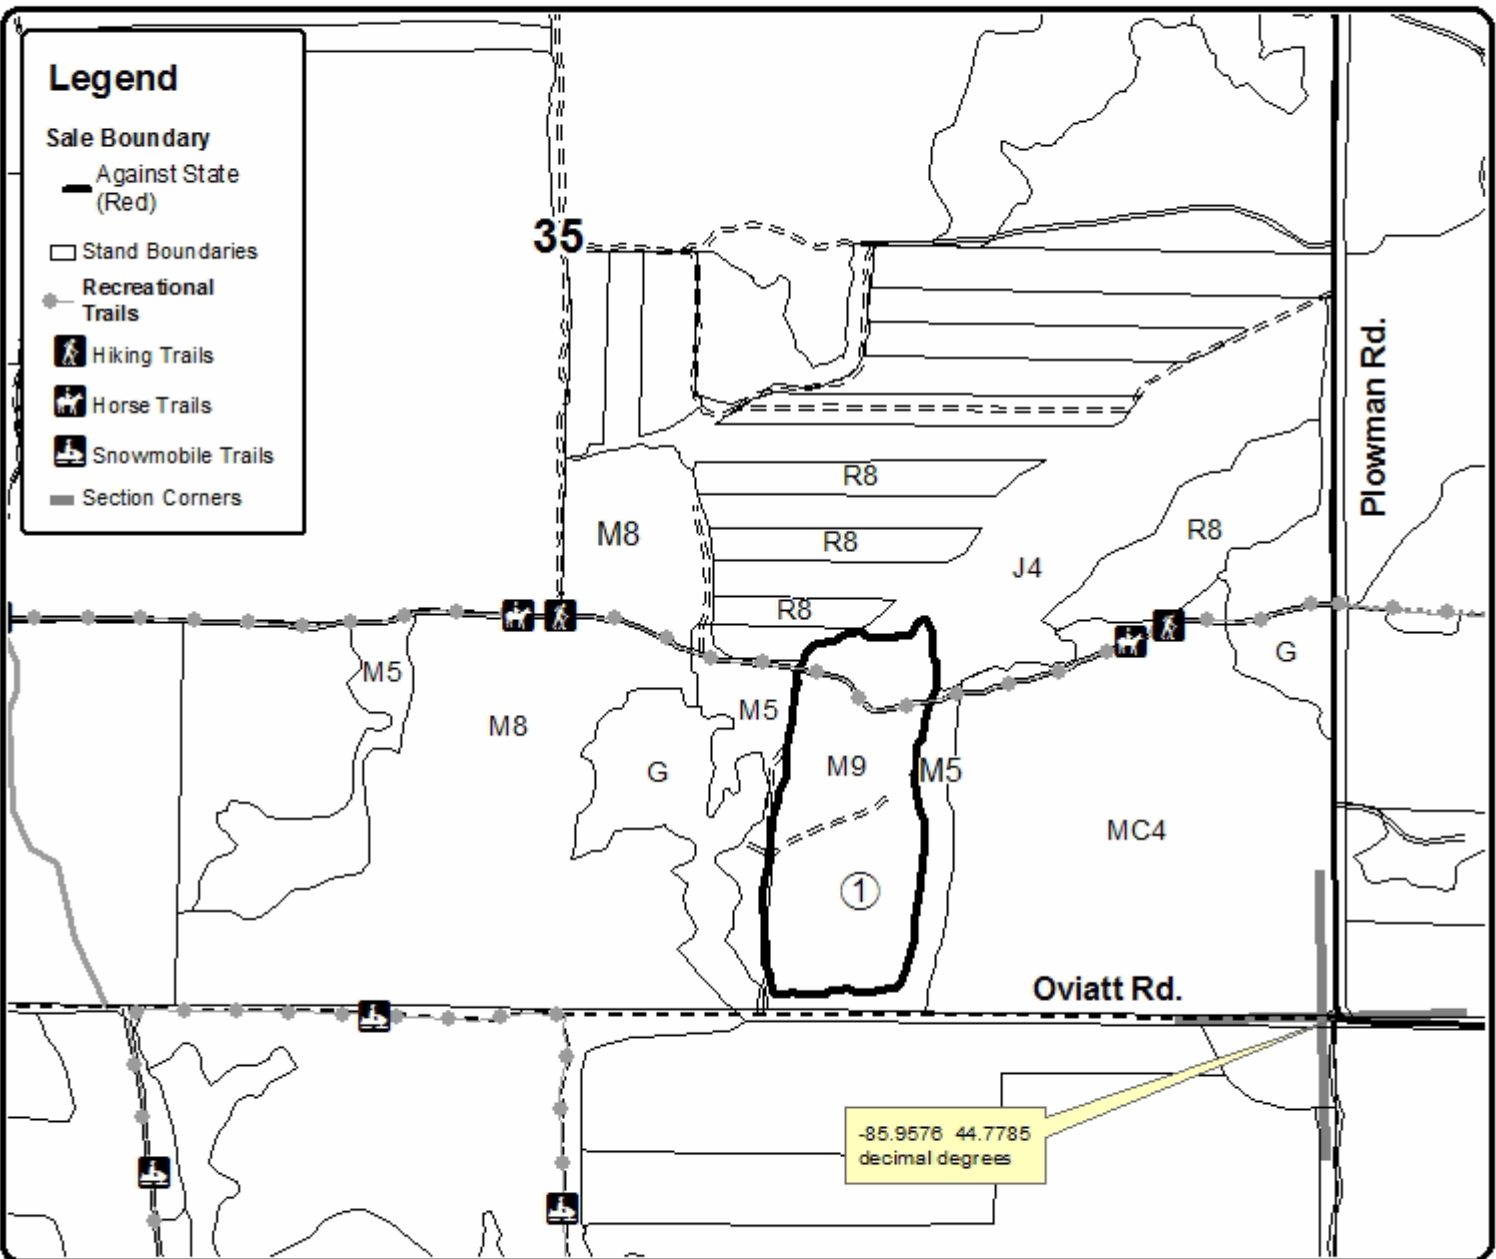 Legend
Sale Boundary
Against State
(Red)
Stand Boundaries
Recreational
Trails
Hiking Trails
Horse Trails
Snowmobile Trails
Section Corners
35
Plowman Rd.
R8
M8
R8
R8
J4
R8
M5
G
M8
M5
G
M9
M5
MC4
1
Oviatt Rd.
-85.9576 44.7785
decimal degrees